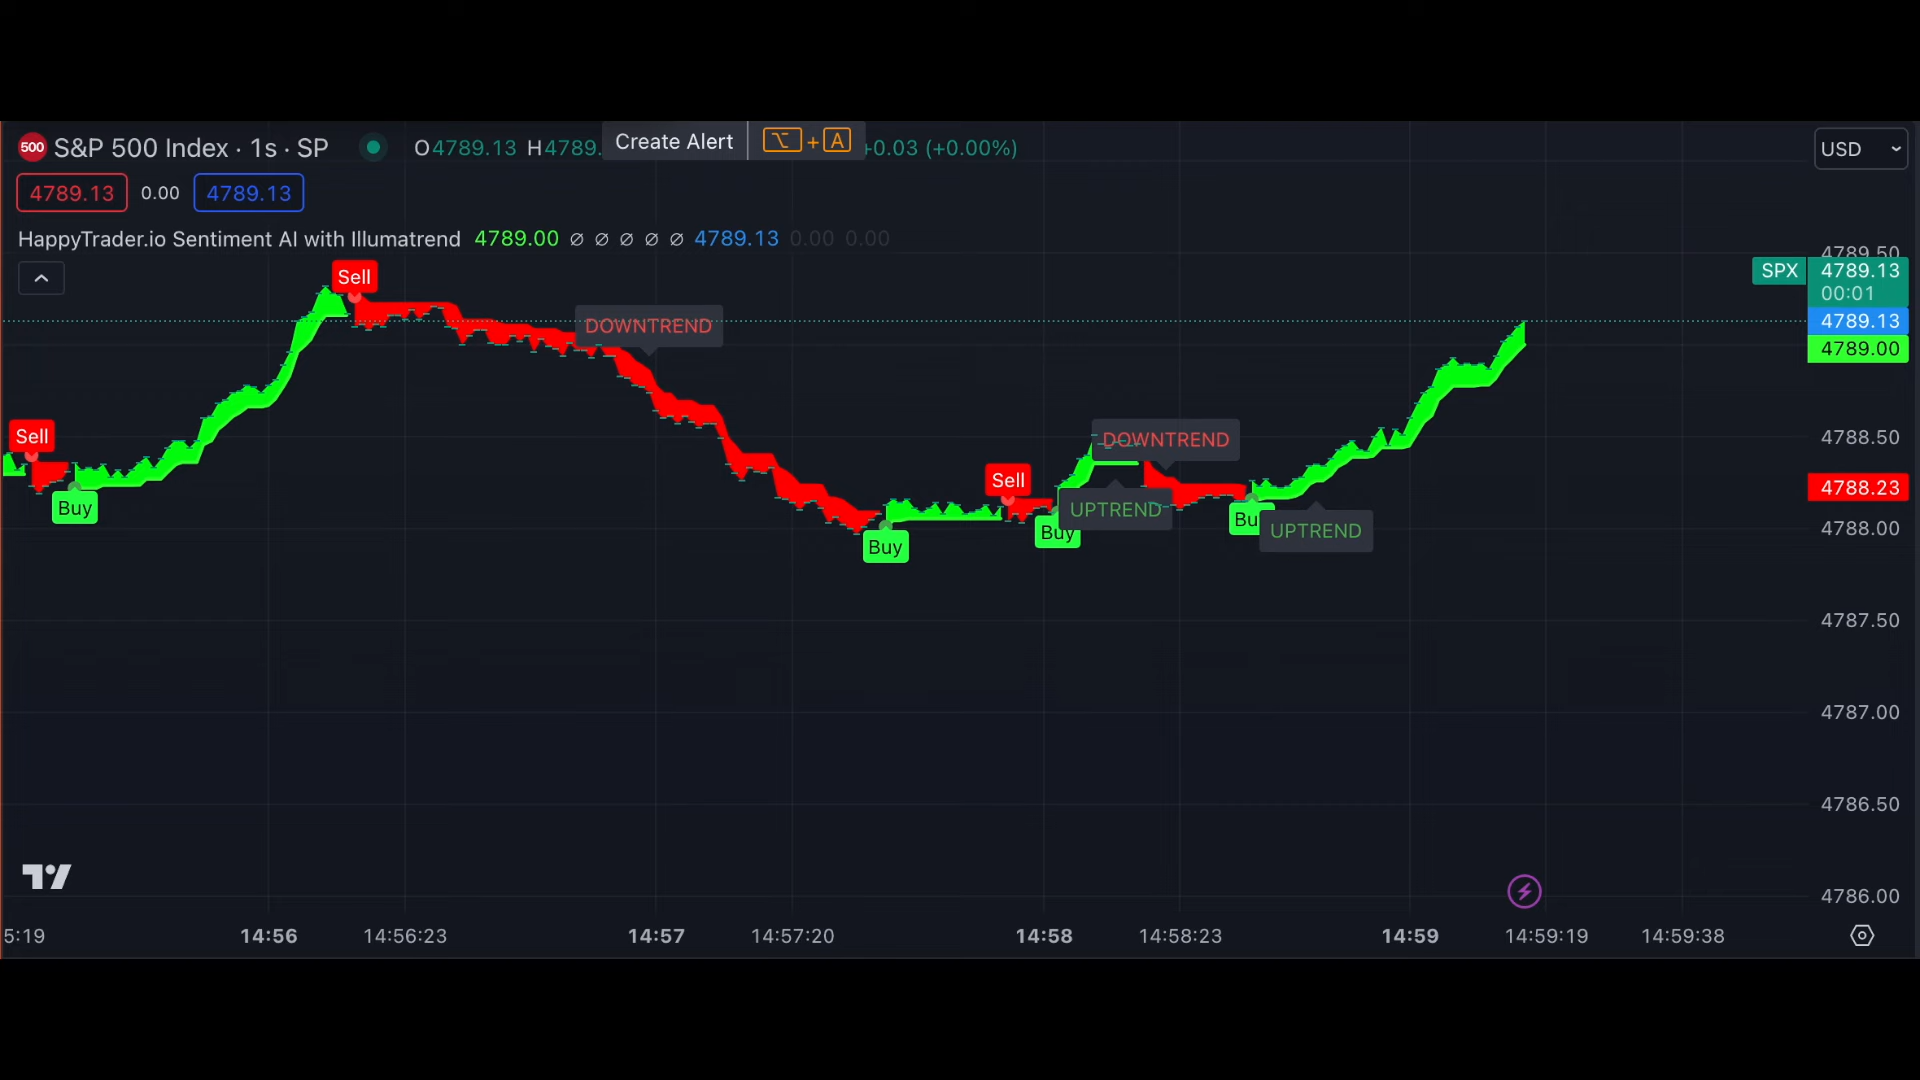 500 S&P 500 Index · 1s · SP O4789.13 H4789. Create Alert ⌥ + A +0.03 (+0.00%) USD
4789.13 0.00 4789.13
HappyTrader.io Sentiment AI with Illumatrend 4789.00 ∅ ∅ ∅ ∅ ∅ 4789.13 0.00 0.00
4789.50
SPX 4789.13
00:01
Sell
4789.13
DOWNTREND
4789.00
Sell
DOWNTREND
4788.50
Sell
4788.23
Buy
UPTREND
Bu
4788.00
Buy
UPTREND
Buy
4787.50
4787.00
4786.50
4786.00
5:19 14:56 14:56:23 14:57 14:57:20 14:58 14:58:23 14:59 14:59:19 14:59:38